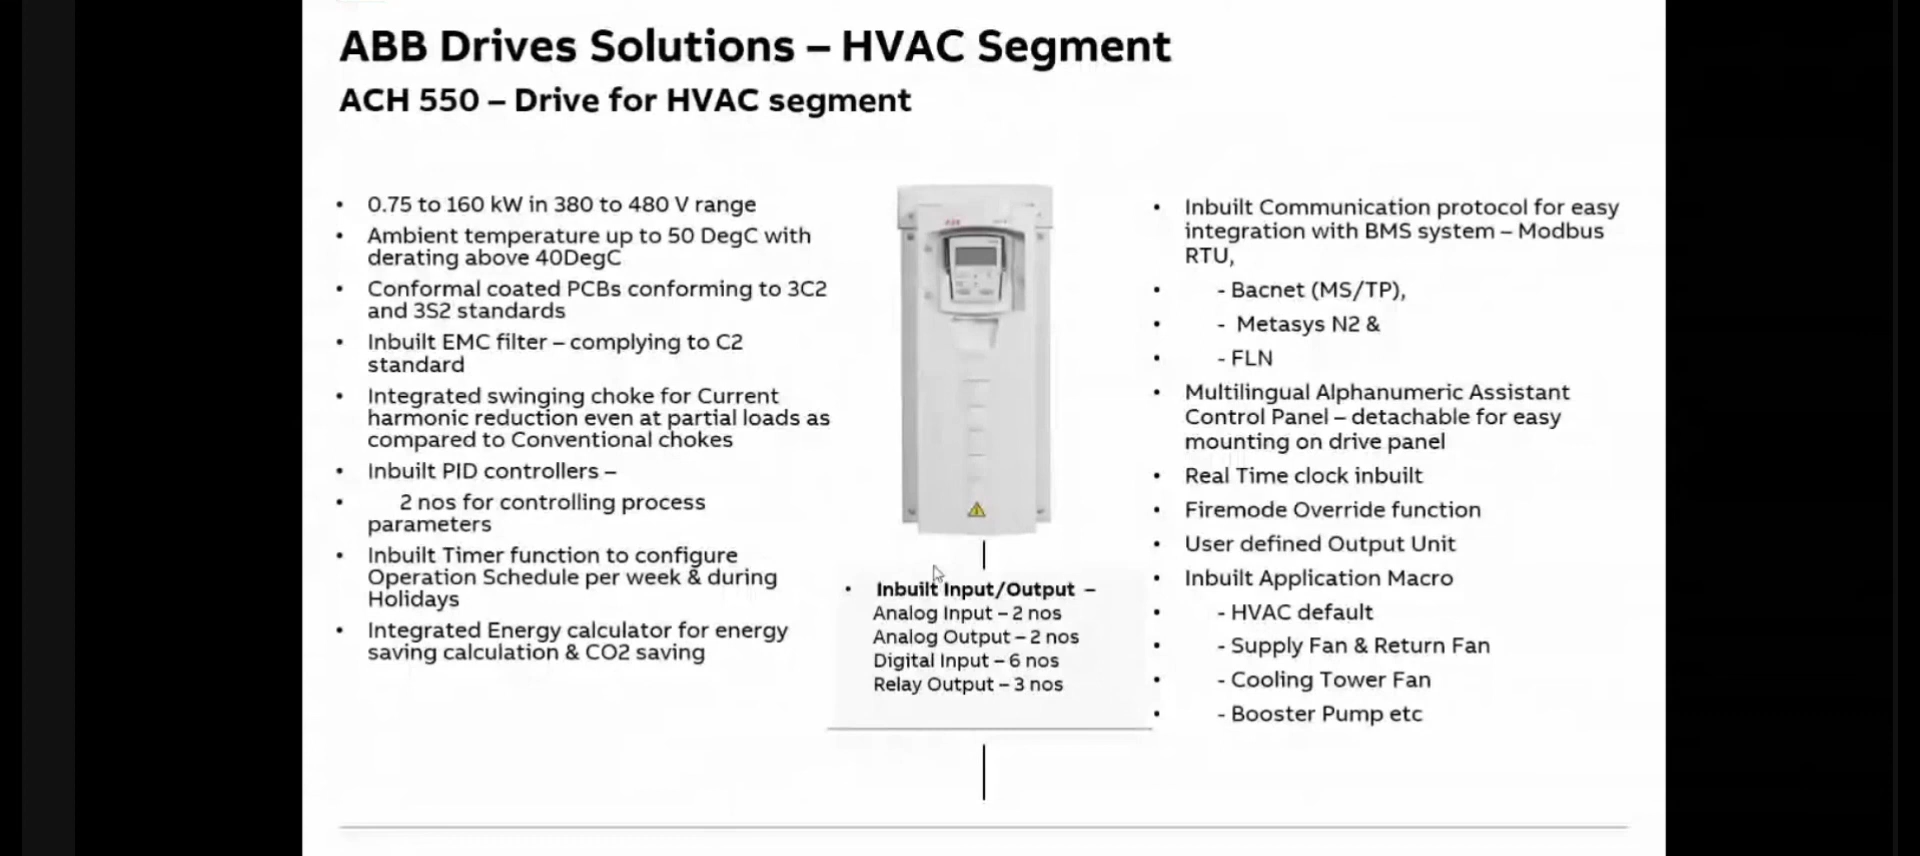 ABB Drives Solutions – HVAC Segment
ACH 550 – Drive for HVAC segment
• 0.75 to 160 kW in 380 to 480 V range
• Ambient temperature up to 50 DegC with
derating above 40DegC
• Conformal coated PCBs conforming to 3C2
and 3S2 standards
• Inbuilt EMC filter – complying to C2
standard
• Integrated swinging choke for Current
harmonic reduction even at partial loads as
compared to Conventional chokes
• Inbuilt PID controllers –
• 2 nos for controlling process
parameters
• Inbuilt Timer function to configure
Operation Schedule per week & during
Holidays
• Integrated Energy calculator for energy
saving calculation & CO2 saving
ABB
• Inbuilt Input/Output –
Analog Input – 2 nos
Analog Output – 2 nos
Digital Input – 6 nos
Relay Output – 3 nos
• Inbuilt Communication protocol for easy
integration with BMS system – Modbus
RTU,
• - Bacnet (MS/TP),
• - Metasys N2 &
• - FLN
• Multilingual Alphanumeric Assistant
Control Panel – detachable for easy
mounting on drive panel
• Real Time clock inbuilt
• Firemode Override function
• User defined Output Unit
• Inbuilt Application Macro
• - HVAC default
• - Supply Fan & Return Fan
• - Cooling Tower Fan
• - Booster Pump etc